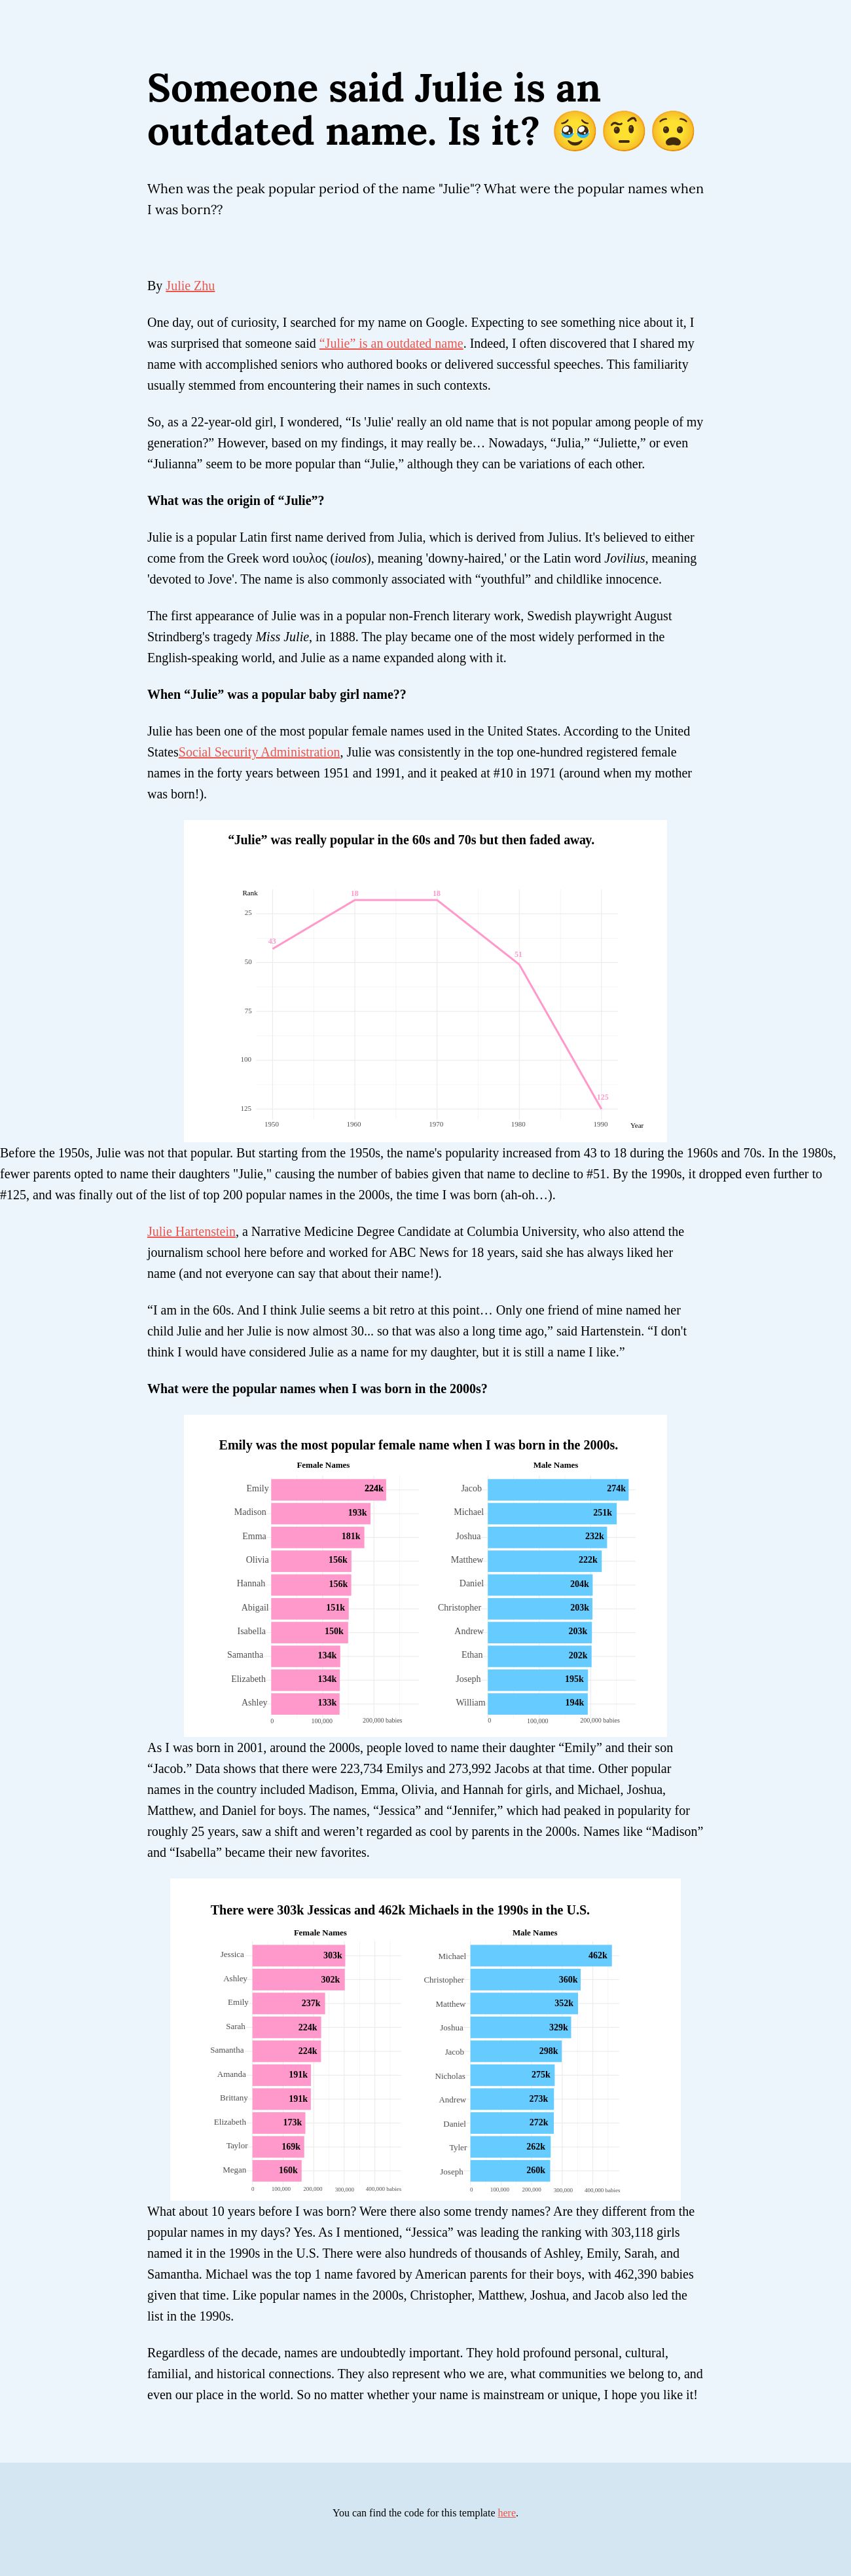 Someone said Julie is an
outdated name. Is it? 🥹🤨😧
When was the peak popular period of the name "Julie"? What were the popular names when
I was born??
By Julie Zhu
One day, out of curiosity, I searched for my name on Google. Expecting to see something nice about it, I
was surprised that someone said “Julie” is an outdated name. Indeed, I often discovered that I shared my
name with accomplished seniors who authored books or delivered successful speeches. This familiarity
usually stemmed from encountering their names in such contexts.
So, as a 22-year-old girl, I wondered, “Is 'Julie' really an old name that is not popular among people of my
generation?” However, based on my findings, it may really be… Nowadays, “Julia,” “Juliette,” or even
“Julianna” seem to be more popular than “Julie,” although they can be variations of each other.
What was the origin of “Julie”?
Julie is a popular Latin first name derived from Julia, which is derived from Julius. It's believed to either
come from the Greek word ιουλος (ioulos), meaning 'downy-haired,' or the Latin word Jovilius, meaning
'devoted to Jove'. The name is also commonly associated with “youthful” and childlike innocence.
The first appearance of Julie was in a popular non-French literary work, Swedish playwright August
Strindberg's tragedy Miss Julie, in 1888. The play became one of the most widely performed in the
English-speaking world, and Julie as a name expanded along with it.
When “Julie” was a popular baby girl name??
Julie has been one of the most popular female names used in the United States. According to the United
StatesSocial Security Administration, Julie was consistently in the top one-hundred registered female
names in the forty years between 1951 and 1991, and it peaked at #10 in 1971 (around when my mother
was born!).
“Julie” was really popular in the 60s and 70s but then faded away.
Rank
18 18
25
43
50
51
75
100
125
125
1950 1960 1970 1980 1990 Year
Before the 1950s, Julie was not that popular. But starting from the 1950s, the name's popularity increased from 43 to 18 during the 1960s and 70s. In the 1980s,
fewer parents opted to name their daughters "Julie," causing the number of babies given that name to decline to #51. By the 1990s, it dropped even further to
#125, and was finally out of the list of top 200 popular names in the 2000s, the time I was born (ah-oh…).
Julie Hartenstein, a Narrative Medicine Degree Candidate at Columbia University, who also attend the
journalism school here before and worked for ABC News for 18 years, said she has always liked her
name (and not everyone can say that about their name!).
“I am in the 60s. And I think Julie seems a bit retro at this point… Only one friend of mine named her
child Julie and her Julie is now almost 30... so that was also a long time ago,” said Hartenstein. “I don't
think I would have considered Julie as a name for my daughter, but it is still a name I like.”
What were the popular names when I was born in the 2000s?
Emily was the most popular female name when I was born in the 2000s.
Female Names Male Names
Emily 224k Jacob 274k
Madison 193k Michael 251k
Emma 181k Joshua 232k
Olivia 156k Matthew 222k
Hannah 156k Daniel 204k
Abigail 151k Christopher 203k
Isabella 150k Andrew 203k
Samantha 134k Ethan 202k
Elizabeth 134k Joseph 195k
Ashley 133k William 194k
0 100,000 200,000 babies 0 100,000 200,000 babies
As I was born in 2001, around the 2000s, people loved to name their daughter “Emily” and their son
“Jacob.” Data shows that there were 223,734 Emilys and 273,992 Jacobs at that time. Other popular
names in the country included Madison, Emma, Olivia, and Hannah for girls, and Michael, Joshua,
Matthew, and Daniel for boys. The names, “Jessica” and “Jennifer,” which had peaked in popularity for
roughly 25 years, saw a shift and weren’t regarded as cool by parents in the 2000s. Names like “Madison”
and “Isabella” became their new favorites.
There were 303k Jessicas and 462k Michaels in the 1990s in the U.S.
Female Names Male Names
Jessica 303k Michael 462k
Ashley 302k Christopher 360k
Emily 237k Matthew 352k
Sarah 224k Joshua 329k
Samantha 224k Jacob 298k
Amanda 191k Nicholas 275k
Brittany 191k Andrew 273k
Elizabeth 173k Daniel 272k
Taylor 169k Tyler 262k
Megan 160k Joseph 260k
0 100,000 200,000 300,000 400,000 babies 0 100,000 200,000 300,000 400,000 babies
What about 10 years before I was born? Were there also some trendy names? Are they different from the
popular names in my days? Yes. As I mentioned, “Jessica” was leading the ranking with 303,118 girls
named it in the 1990s in the U.S. There were also hundreds of thousands of Ashley, Emily, Sarah, and
Samantha. Michael was the top 1 name favored by American parents for their boys, with 462,390 babies
given that time. Like popular names in the 2000s, Christopher, Matthew, Joshua, and Jacob also led the
list in the 1990s.
Regardless of the decade, names are undoubtedly important. They hold profound personal, cultural,
familial, and historical connections. They also represent who we are, what communities we belong to, and
even our place in the world. So no matter whether your name is mainstream or unique, I hope you like it!
You can find the code for this template here.